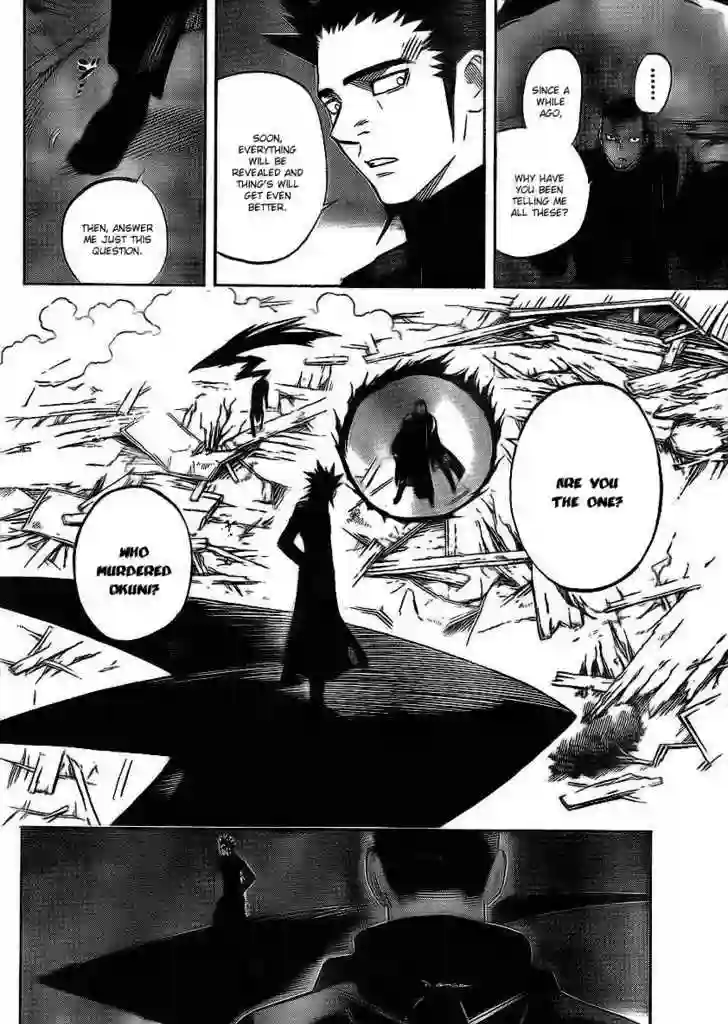 .......
SINCE A
WHILE
AGO,
WHY HAVE
YOU BEEN
TELLING ME
ALL THESE?
SOON,
EVERYTHING
WILL BE
REVEALED AND
THING'S WILL
GET EVEN
BETTER.
THEN, ANSWER
ME JUST THIS
QUESTION.
ARE YOU
THE ONE?
WHO
MURDERED
OKUNI?